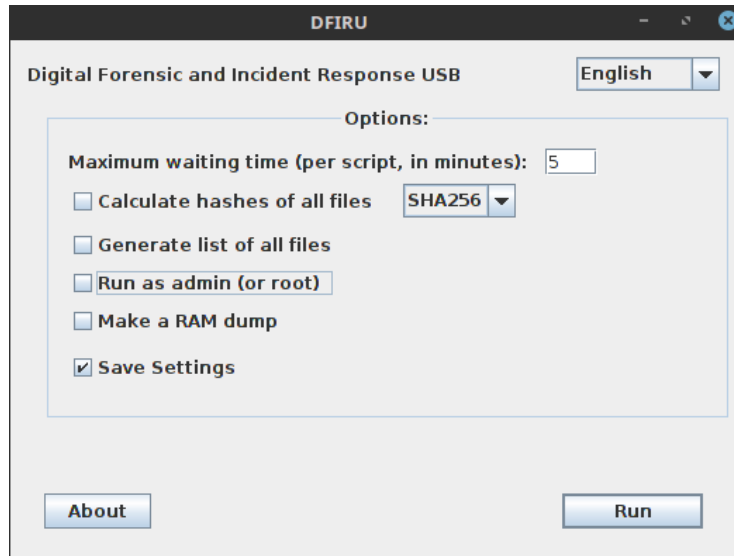 DFIRU
Digital Forensic and Incident Response USB English
Options:
Maximum waiting time (per script, in minutes): 5
Calculate hashes of all files SHA256
Generate list of all files
Run as admin (or root)
Make a RAM dump
Save Settings
About Run